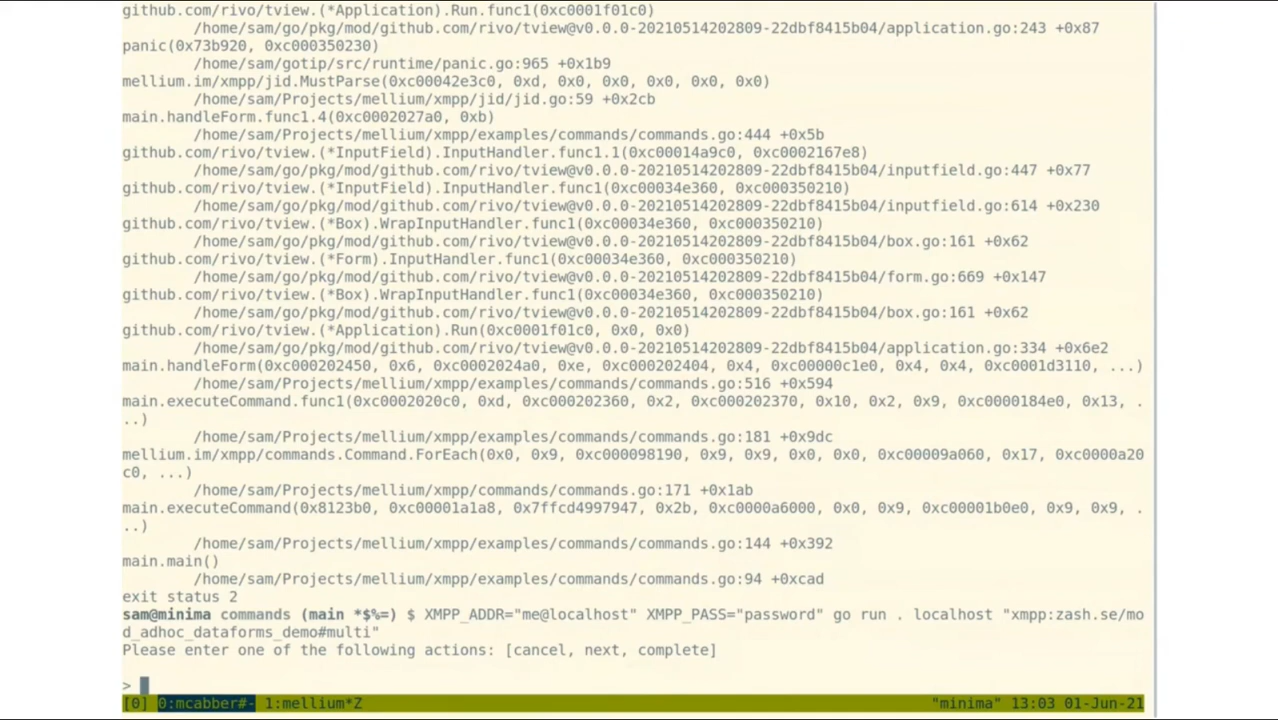 github.com/rivo/tview.(*Application).Run.func1(0xc0001f01c0)
/home/sam/go/pkg/mod/github.com/rivo/tview@v0.0.0-20210514202809-22dbf8415b04/application.go:243 +0x87
panic(0x73b920, 0xc000350230)
/home/sam/gotip/src/runtime/panic.go:965 +0x1b9
mellium.im/xmpp/jid.MustParse(0xc00042e3c0, 0xd, 0x0, 0x0, 0x0, 0x0, 0x0)
/home/sam/Projects/mellium/xmpp/jid/jid.go:59 +0x2cb
main.handleForm.func1.4(0xc0002027a0, 0xb)
/home/sam/Projects/mellium/xmpp/examples/commands/commands.go:444 +0x5b
github.com/rivo/tview.(*InputField).InputHandler.func1.1(0xc00014a9c0, 0xc0002167e8)
/home/sam/go/pkg/mod/github.com/rivo/tview@v0.0.0-20210514202809-22dbf8415b04/inputfield.go:447 +0x77
github.com/rivo/tview.(*InputField).InputHandler.func1(0xc00034e360, 0xc000350210)
/home/sam/go/pkg/mod/github.com/rivo/tview@v0.0.0-20210514202809-22dbf8415b04/inputfield.go:614 +0x230
github.com/rivo/tview.(*Box).WrapInputHandler.func1(0xc00034e360, 0xc000350210)
/home/sam/go/pkg/mod/github.com/rivo/tview@v0.0.0-20210514202809-22dbf8415b04/box.go:161 +0x62
github.com/rivo/tview.(*Form).InputHandler.func1(0xc00034e360, 0xc000350210)
/home/sam/go/pkg/mod/github.com/rivo/tview@v0.0.0-20210514202809-22dbf8415b04/form.go:669 +0x147
github.com/rivo/tview.(*Box).WrapInputHandler.func1(0xc00034e360, 0xc000350210)
/home/sam/go/pkg/mod/github.com/rivo/tview@v0.0.0-20210514202809-22dbf8415b04/box.go:161 +0x62
github.com/rivo/tview.(*Application).Run(0xc0001f01c0, 0x0, 0x0)
/home/sam/go/pkg/mod/github.com/rivo/tview@v0.0.0-20210514202809-22dbf8415b04/application.go:334 +0x6e2
main.handleForm(0xc000202450, 0x6, 0xc0002024a0, 0xe, 0xc000202404, 0x4, 0xc00000c1e0, 0x4, 0x4, 0xc0001d3110, ...)
/home/sam/Projects/mellium/xmpp/examples/commands/commands.go:516 +0x594
main.executeCommand.func1(0xc0002020c0, 0xd, 0xc000202360, 0x2, 0xc000202370, 0x10, 0x2, 0x9, 0xc0000184e0, 0x13, .
..)
/home/sam/Projects/mellium/xmpp/examples/commands/commands.go:181 +0x9dc
mellium.im/xmpp/commands.Command.ForEach(0x0, 0x9, 0xc000098190, 0x9, 0x9, 0x0, 0x0, 0xc00009a060, 0x17, 0xc0000a20
c0, ...)
/home/sam/Projects/mellium/xmpp/commands/commands.go:171 +0x1ab
main.executeCommand(0x8123b0, 0xc00001a1a8, 0x7ffcd4997947, 0x2b, 0xc0000a6000, 0x0, 0x9, 0xc00001b0e0, 0x9, 0x9, .
..)
/home/sam/Projects/mellium/xmpp/examples/commands/commands.go:144 +0x392
main.main()
/home/sam/Projects/mellium/xmpp/examples/commands/commands.go:94 +0xcad
exit status 2
sam@minima commands (main *$%=) $ XMPP_ADDR="me@localhost" XMPP_PASS="password" go run . localhost "xmpp:zash.se/mo
d_adhoc_dataforms_demo#multi"
Please enter one of the following actions: [cancel, next, complete]
>
[0] 0:mcabber#- 1:mellium*Z "minima" 13:03 01-Jun-21